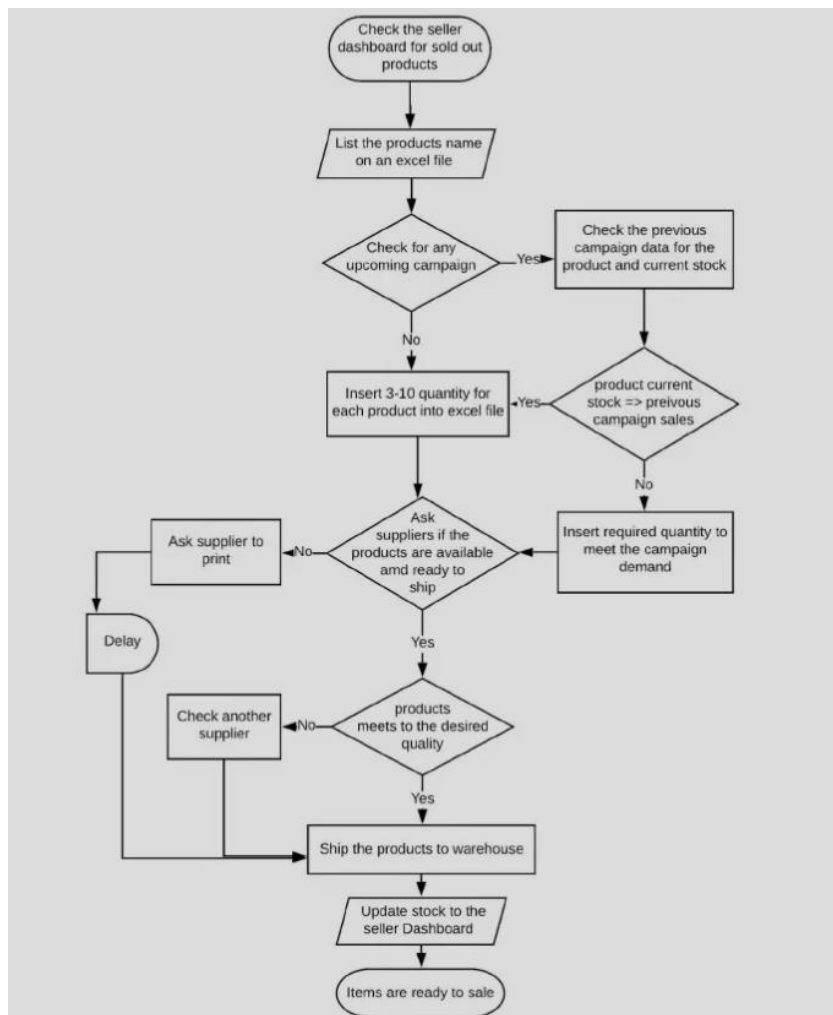 Check the seller
dashboard for sold out
products
List the products name
on an excel file
Check for any
upcoming campaign
Yes
Check the previous
campaign data for the
product and current stock
No
Insert 3-10 quantity for
each product into excel file
Yes
product current
stock => preivous
campaign sales
No
Ask supplier to
print
No
Ask
suppliers if the
products are available
amd ready to
ship
Insert required quantity to
meet the campaign
demand
Delay
Yes
Check another
supplier
No
products
meets to the desired
quality
Yes
Ship the products to warehouse
Update stock to the
seller Dashboard
Items are ready to sale